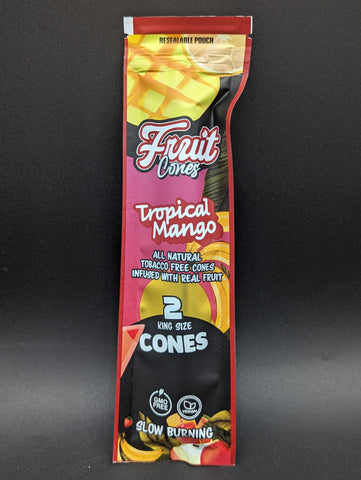 RESEALABLE POUCH
Fruit
Cones
Tropical
Mango
ALL NATURAL
TOBACCO FREE CONES
INFUSED WITH REAL FRUIT
2
KING SIZE
CONES
GMO
FREE
VEGAN
SLOW BURNING